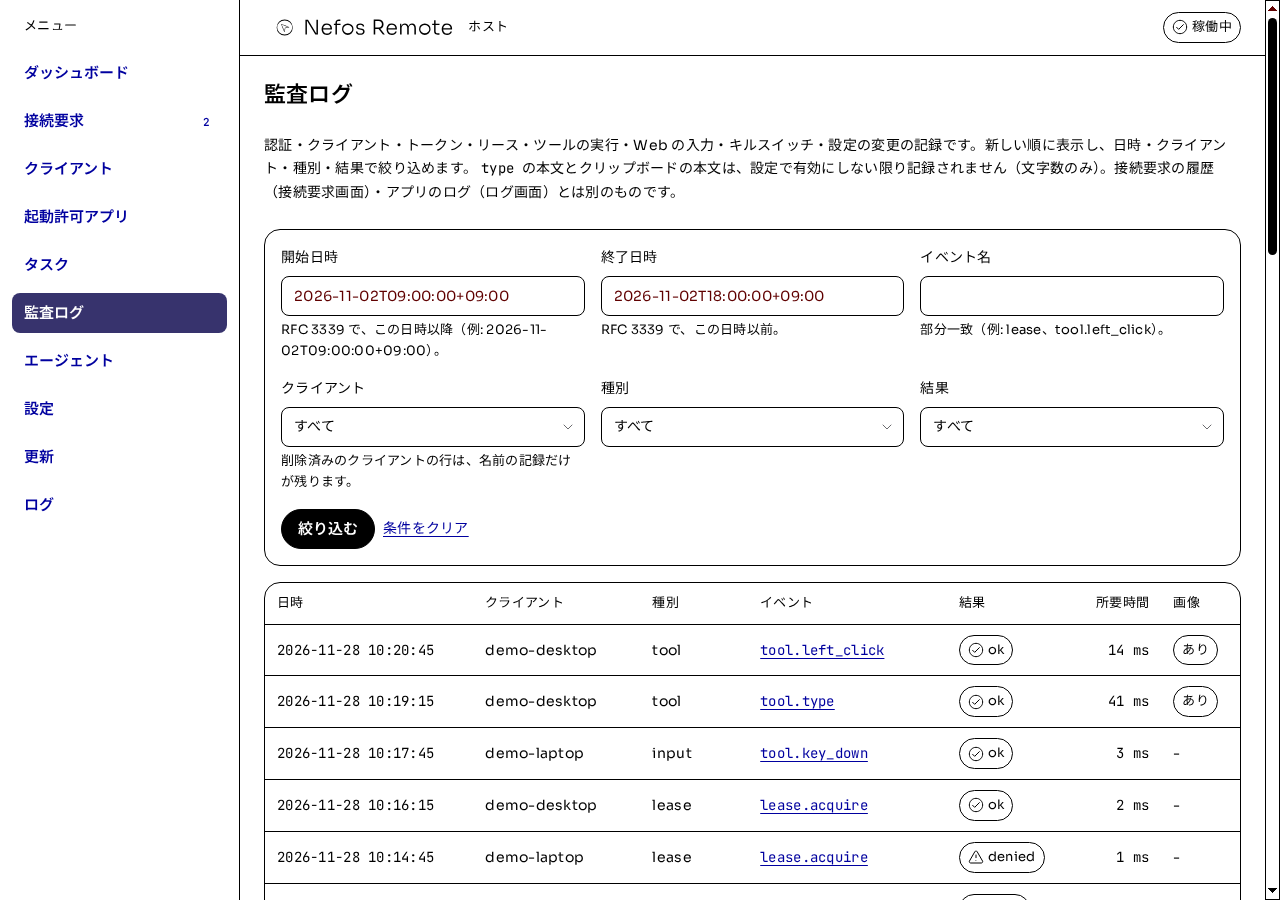 メニュー
ダッシュボード
接続要求 2
クライアント
起動許可アプリ
タスク
監査ログ
エージェント
設定
更新
ログ
Nefos Remote ホスト 稼働中
監査ログ
認証・クライアント・トークン・リース・ツールの実行・Web の入力・キルスイッチ・設定の変更の記録です。新しい順に表示し、日時・クライアン
ト・種別・結果で絞り込めます。 type の本文とクリップボードの本文は、設定で有効にしない限り記録されません（文字数のみ）。接続要求の履歴
（接続要求画面）・アプリのログ（ログ画面）とは別のものです。
開始日時 終了日時 イベント名
2026-11-02T09:00:00+09:00 2026-11-02T18:00:00+09:00
RFC 3339 で、この日時以降（例: 2026-11-
02T09:00:00+09:00）。
RFC 3339 で、この日時以前。
部分一致（例: lease、tool.left_click）。
クライアント 種別 結果
すべて すべて すべて
削除済みのクライアントの行は、名前の記録だけ
が残ります。
絞り込む 条件をクリア
日時 クライアント 種別 イベント 結果 所要時間 画像
2026-11-28 10:20:45 demo-desktop tool tool.left_click ok 14 ms あり
2026-11-28 10:19:15 demo-desktop tool tool.type ok 41 ms あり
2026-11-28 10:17:45 demo-laptop input tool.key_down ok 3 ms -
2026-11-28 10:16:15 demo-desktop lease lease.acquire ok 2 ms -
2026-11-28 10:14:45 demo-laptop lease lease.acquire denied 1 ms -